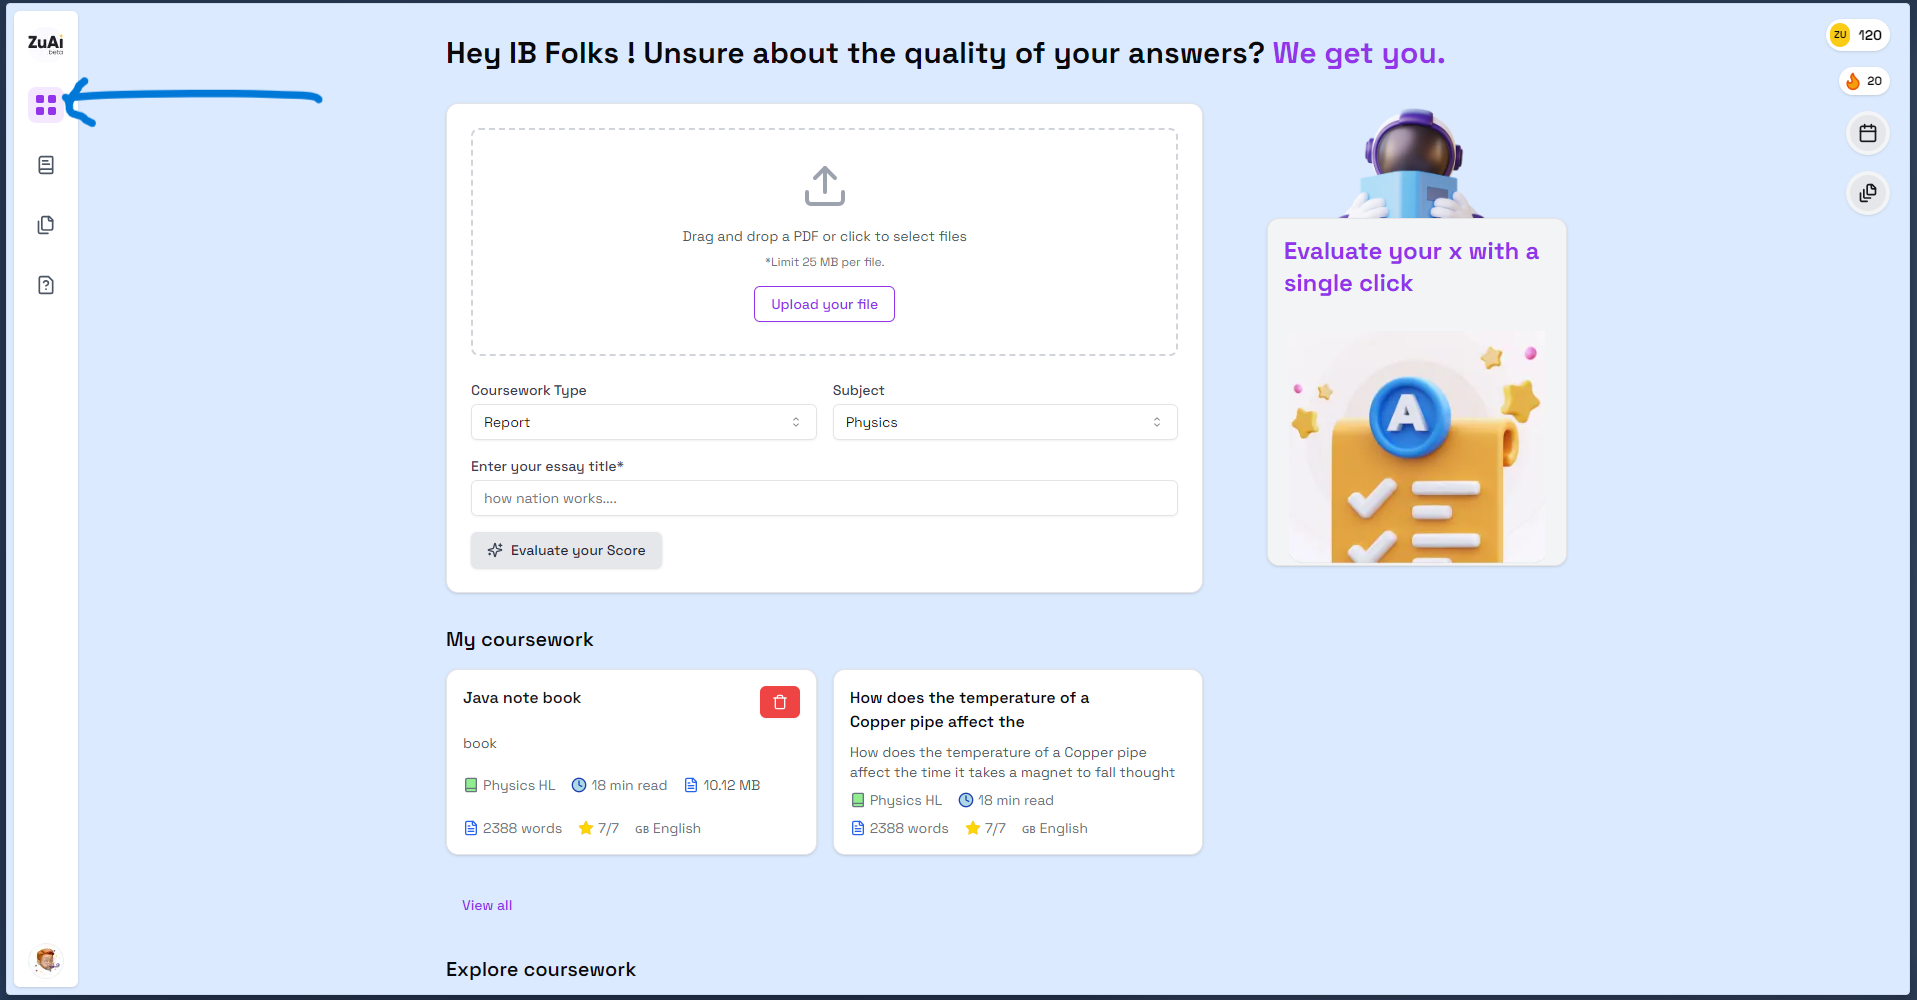 ZuAi
beta
Hey IB Folks ! Unsure about the quality of your answers? We get you.
ZU 120
20
Drag and drop a PDF or click to select files
*Limit 25 MB per file.
Upload your file
Coursework Type
Subject
Report
Physics
Enter your essay title*
how nation works....
Evaluate your Score
Evaluate your x with a
single click
A
My coursework
Java note book
book
Physics HL 18 min read 10.12 MB
2388 words 7/7 GB English
How does the temperature of a
Copper pipe affect the
How does the temperature of a Copper pipe
affect the time it takes a magnet to fall thought
Physics HL 18 min read
2388 words 7/7 GB English
View all
Explore coursework